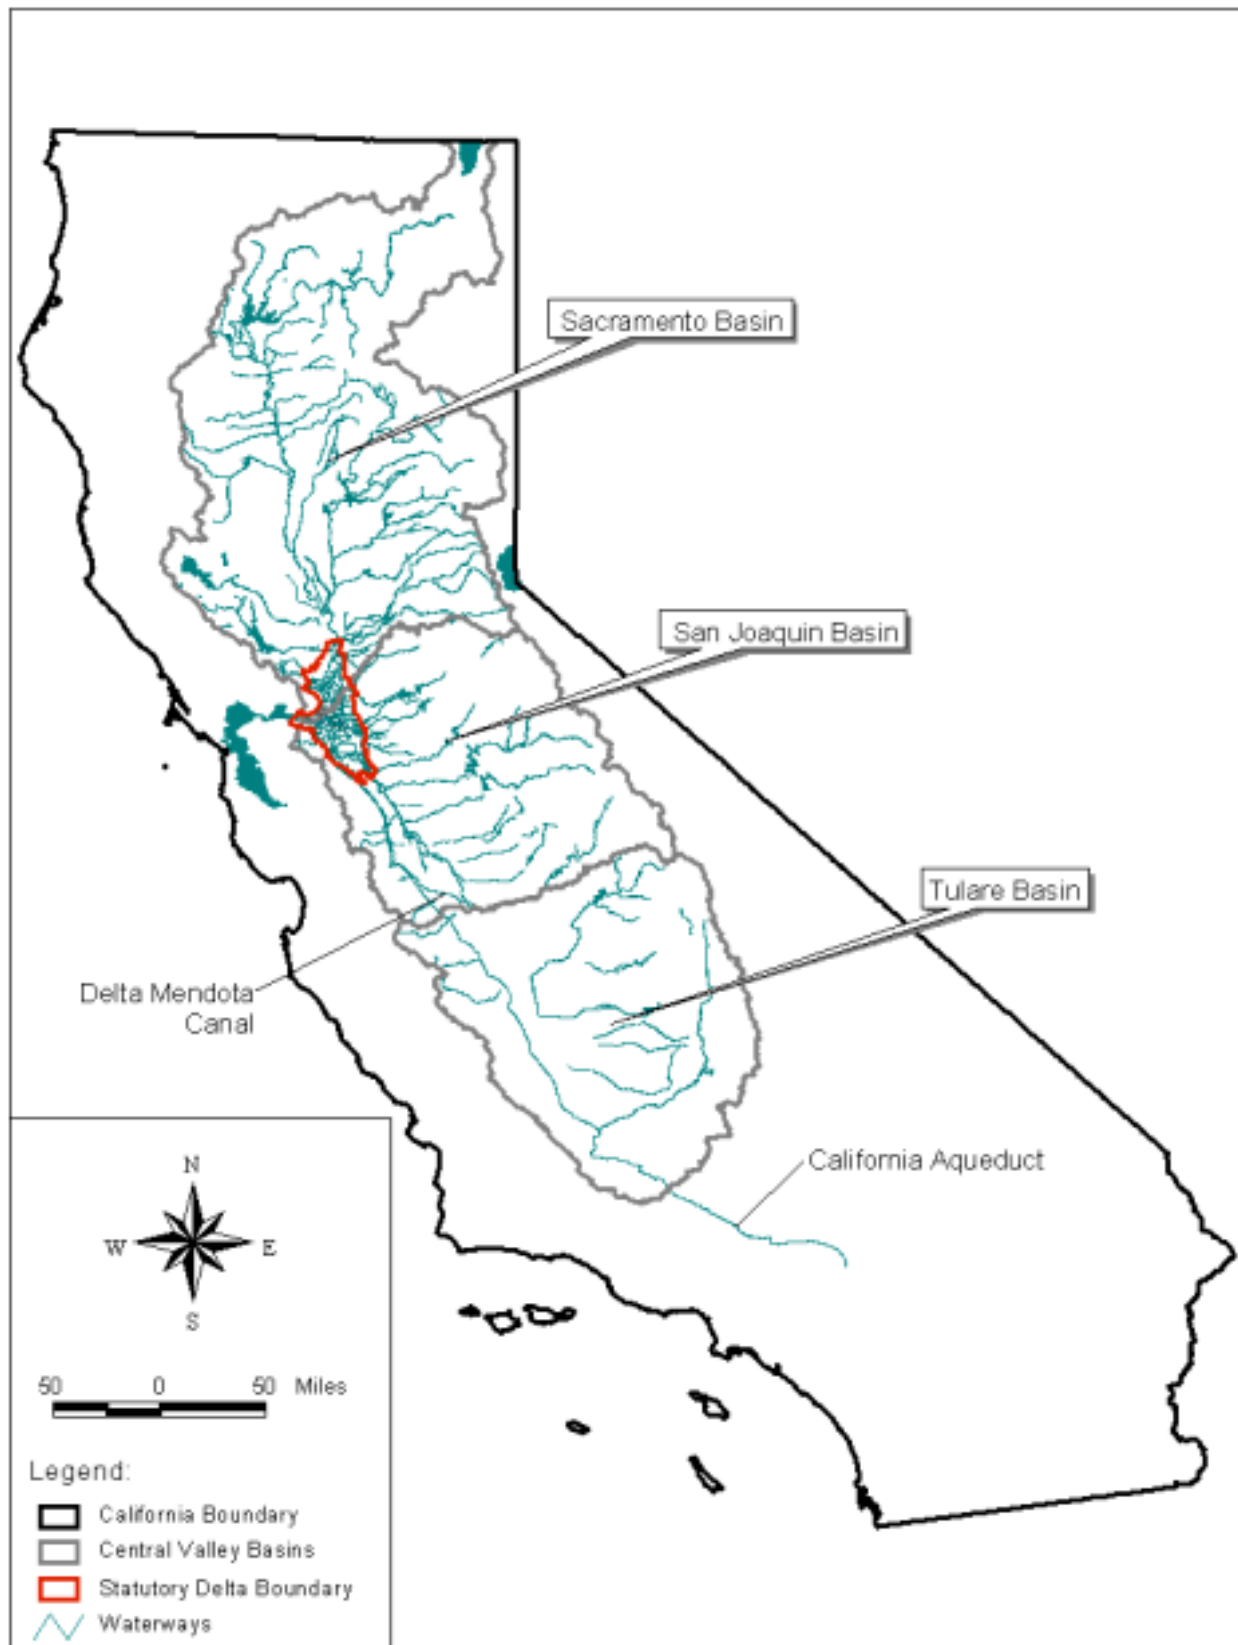 Sacramento Basin
San Joaquin Basin
Tulare Basin
Delta Mendota
Canal
California Aqueduct
N
W E
S
50 0 50 Miles
Legend:
California Boundary
Central Valley Basins
Statutory Delta Boundary
Waterways